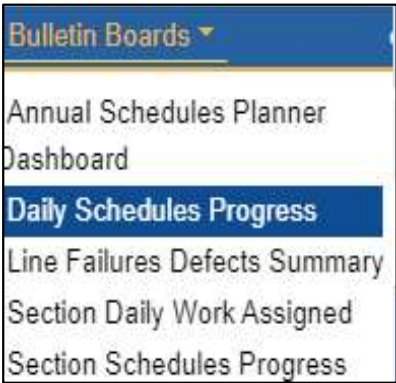 Bulletin Boards
Annual Schedules Planner
Dashboard
Daily Schedules Progress
Line Failures Defects Summary
Section Daily Work Assigned
Section Schedules Progress